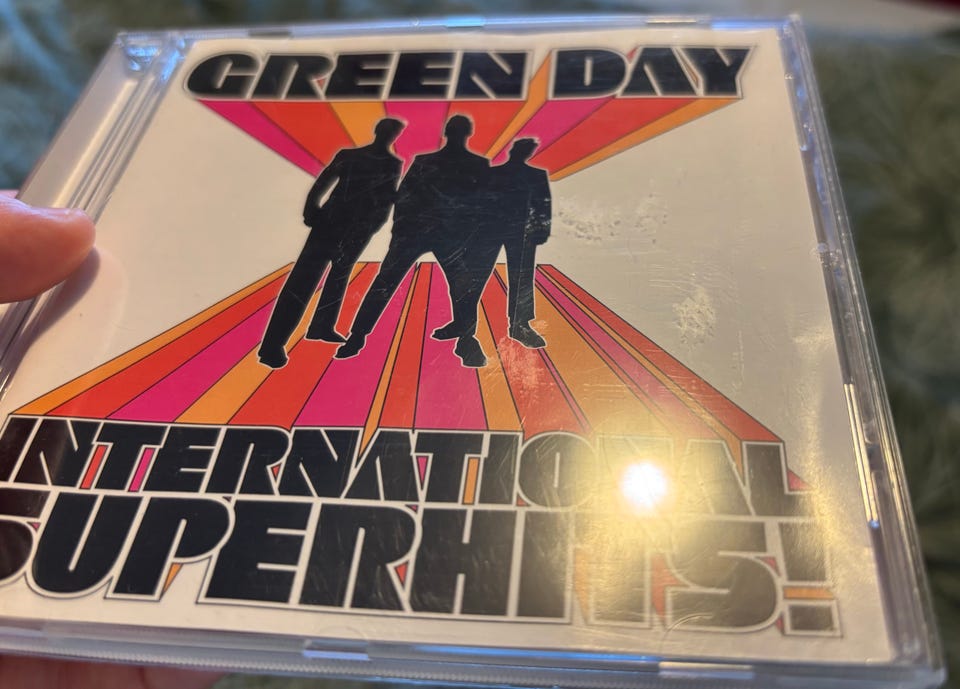 GREEN DAY
INTERNATIONAL
SUPERHITS!